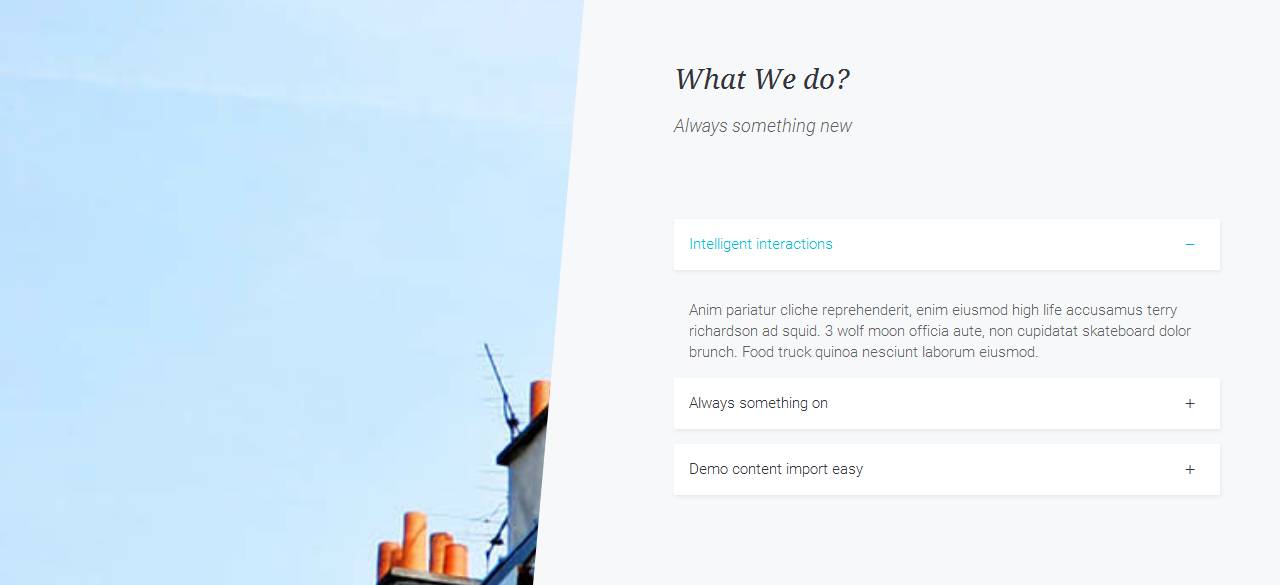 What We do?
Always something new
Intelligent interactions
Anim pariatur cliche reprehenderit, enim eiusmod high life accusamus terry
richardson ad squid. 3 wolf moon officia aute, non cupidatat skateboard dolor
brunch. Food truck quinoa nesciunt laborum eiusmod.
Always something on
Demo content import easy